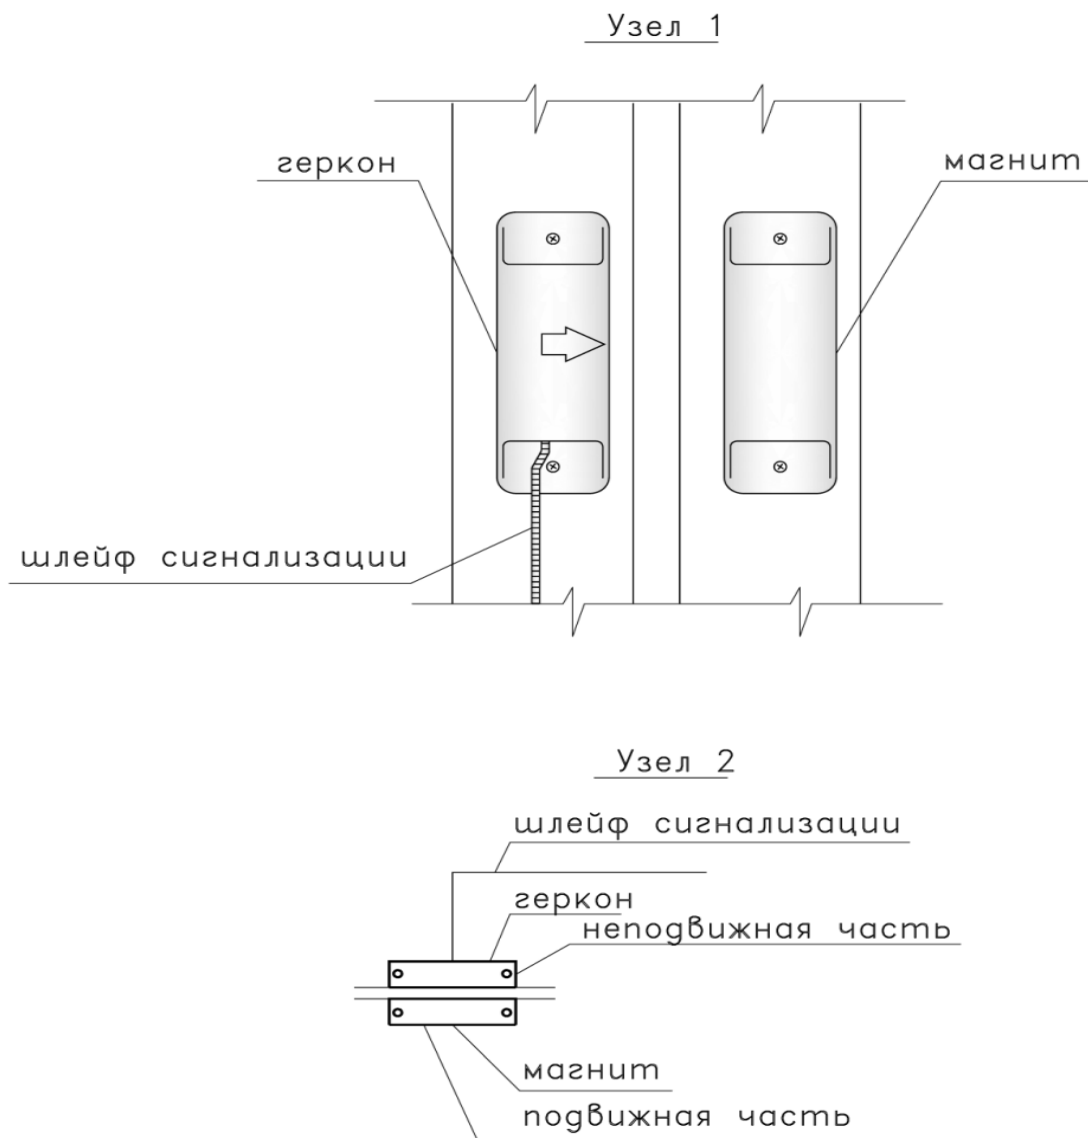 Узел 1
геркон
магнит
шлейф сигнализации
Узел 2
шлейф сигнализации
геркон
неподвижная часть
магнит
подвижная часть